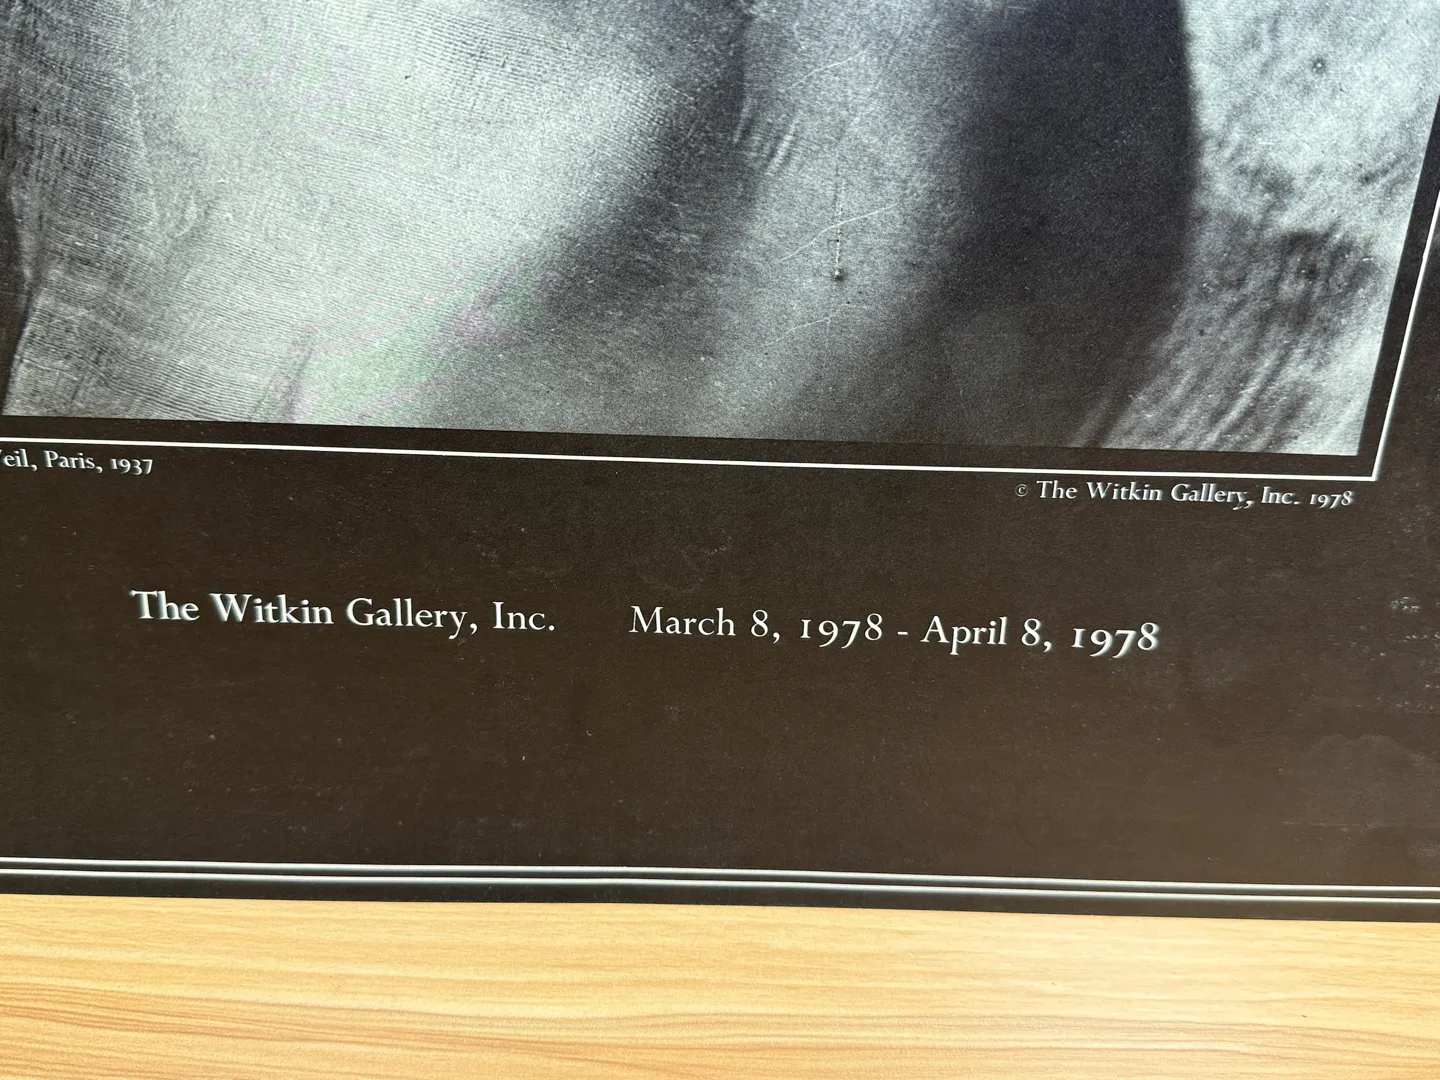 eil, Paris, 1937
© The Witkin Gallery, Inc. 1978
The Witkin Gallery, Inc. March 8, 1978 - April 8, 1978